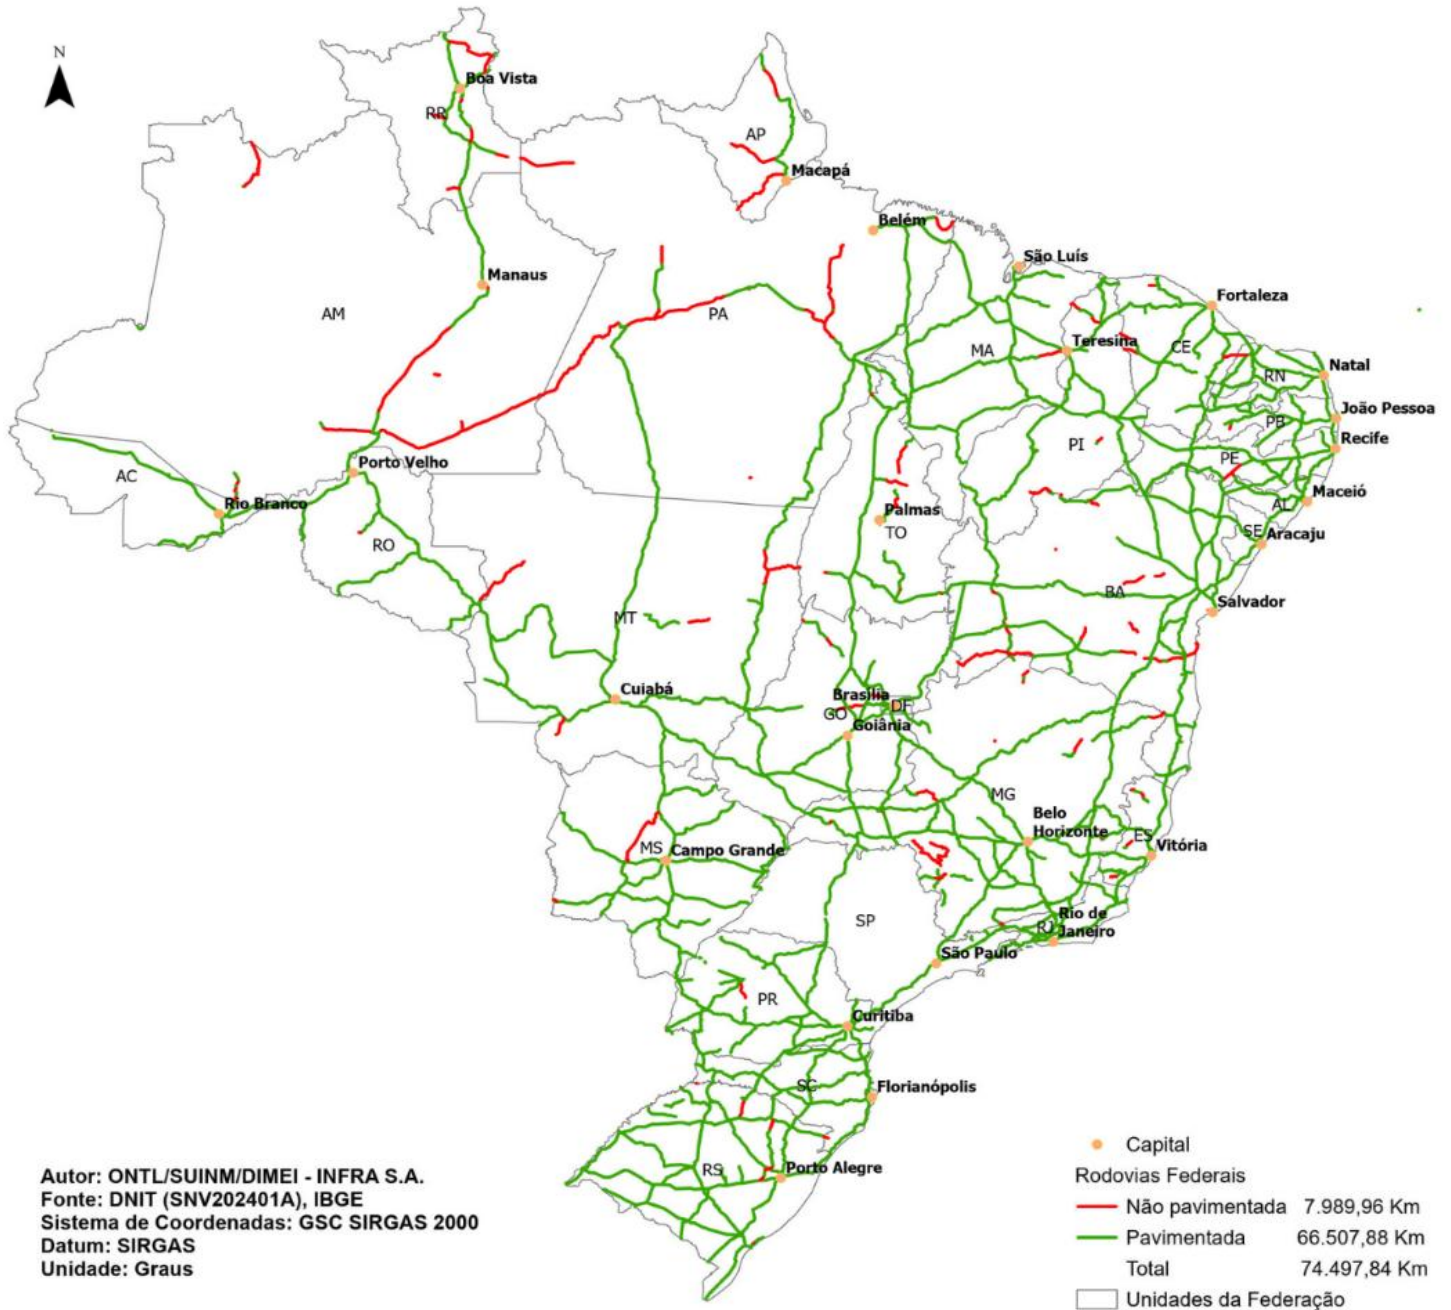 N
Boa Vista
RR
AP
Macapá
Belém
São Luís
Manaus
Fortaleza
AM
PA
MA
Teresina
CE
Natal
RN
João Pessoa
PB
Recife
PI
PE
Porto Velho
AC
Maceió
Rio Branco
AL
Palmas
TO
SE
Aracaju
RO
BA
Salvador
MT
Cuiabá
Brasília
DF
GO
Goiânia
MG
Belo
Horizonte
ES
Vitória
MS
Campo Grande
Rio de
Janeiro
RJ
SP
São Paulo
PR
Curitiba
SC
Florianópolis
RS
Porto Alegre
Autor: ONTL/SUINM/DIMEI - INFRA S.A.
Fonte: DNIT (SNV202401A), IBGE
Sistema de Coordenadas: GSC SIRGAS 2000
Datum: SIRGAS
Unidade: Graus
Capital
Rodovias Federais
Não pavimentada 7.989,96 Km
Pavimentada 66.507,88 Km
Total 74.497,84 Km
Unidades da Federação